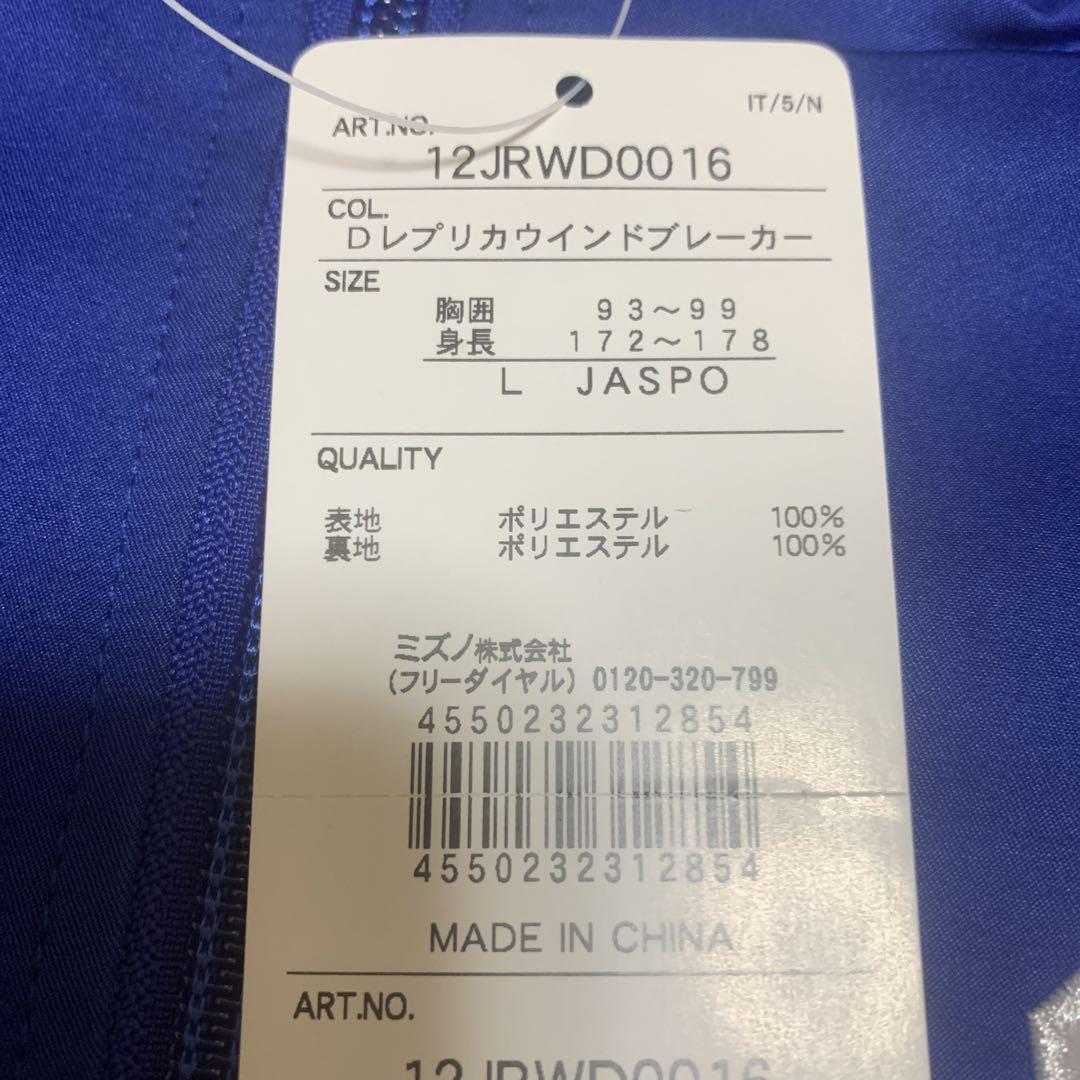 IT/5/N
ART.NO.
12JRWD0016
COL.
Dレプリカウインドブレーカー
SIZE
胸囲 93～99
身長 172～178
L JASPO
QUALITY
表地 ポリエステル 100%
裏地 ポリエステル 100%
ミズノ株式会社
(フリーダイヤル) 0120-320-799
4550232312854
4550232312854
MADE IN CHINA
ART.NO.
12JRWD0016